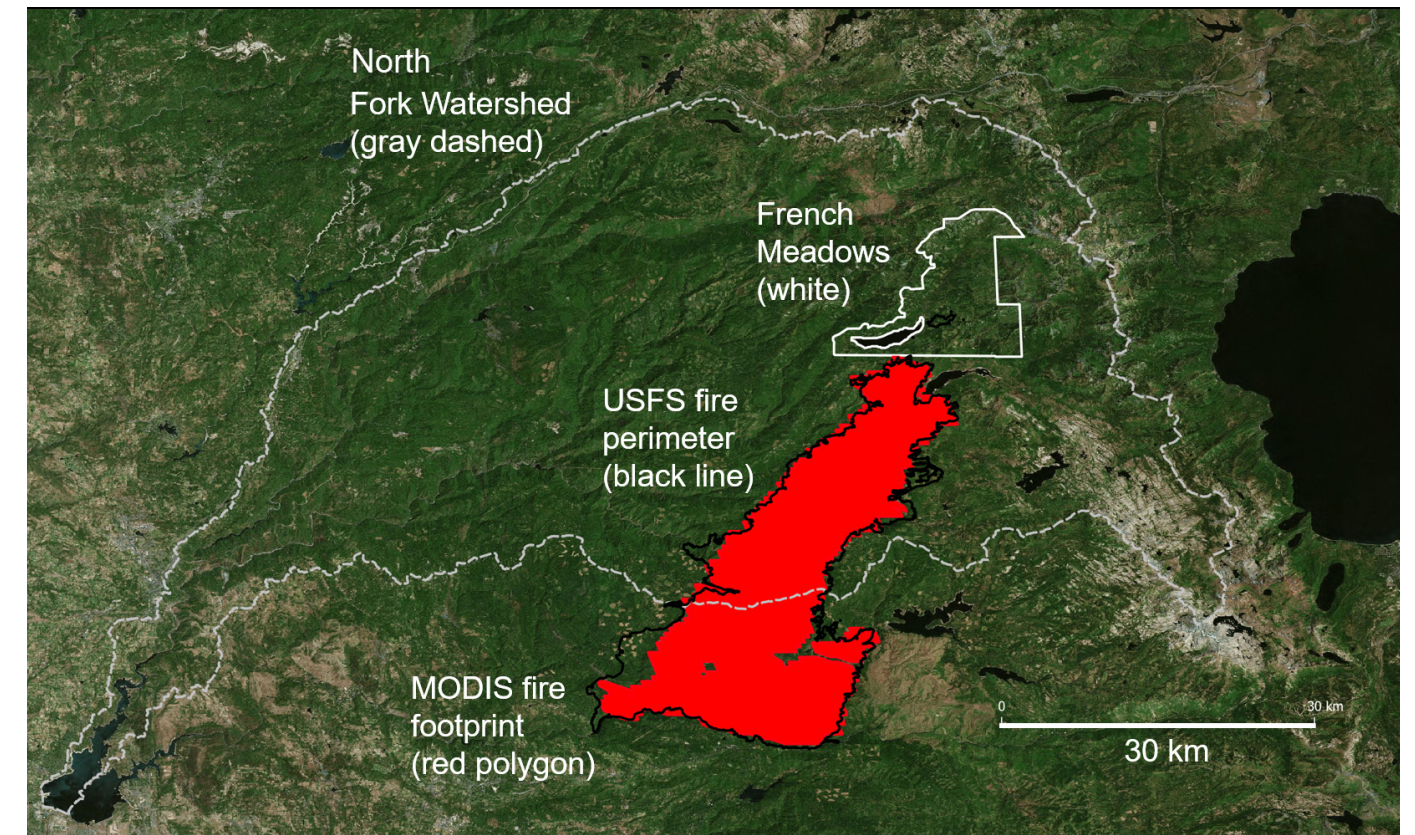 North
Fork Watershed
(gray dashed)
French
Meadows
(white)
USFS fire
perimeter
(black line)
MODIS fire
footprint
(red polygon)
0 30 km
30 km